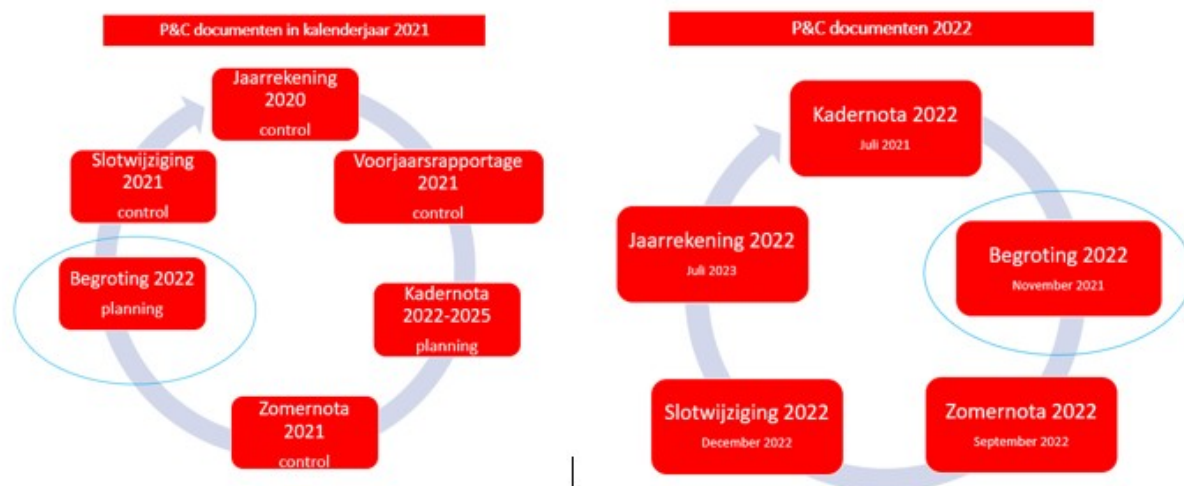 P&C documenten in kalenderjaar 2021
Jaarrekening
2020
control
Voorjaarsrapportage
2021
control
Kadernota
2022-2025
planning
Zomernota
2021
control
Begroting 2022
planning
Slotwijziging
2021
control
P&C documenten 2022
Kadernota 2022
Juli 2021
Begroting 2022
November 2021
Zomernota 2022
September 2022
Slotwijziging 2022
December 2022
Jaarrekening 2022
Juli 2023